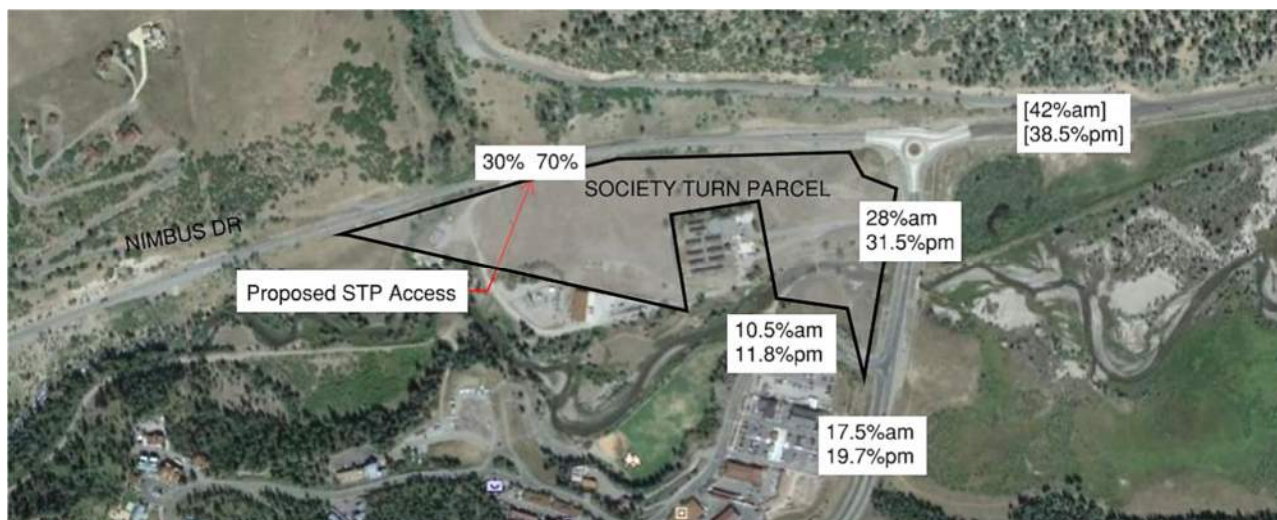 [42%am]
[38.5%pm]
30% 70%
SOCIETY TURN PARCEL
NIMBUS DR
28%am
31.5%pm
Proposed STP Access
10.5%am
11.8%pm
17.5%am
19.7%pm